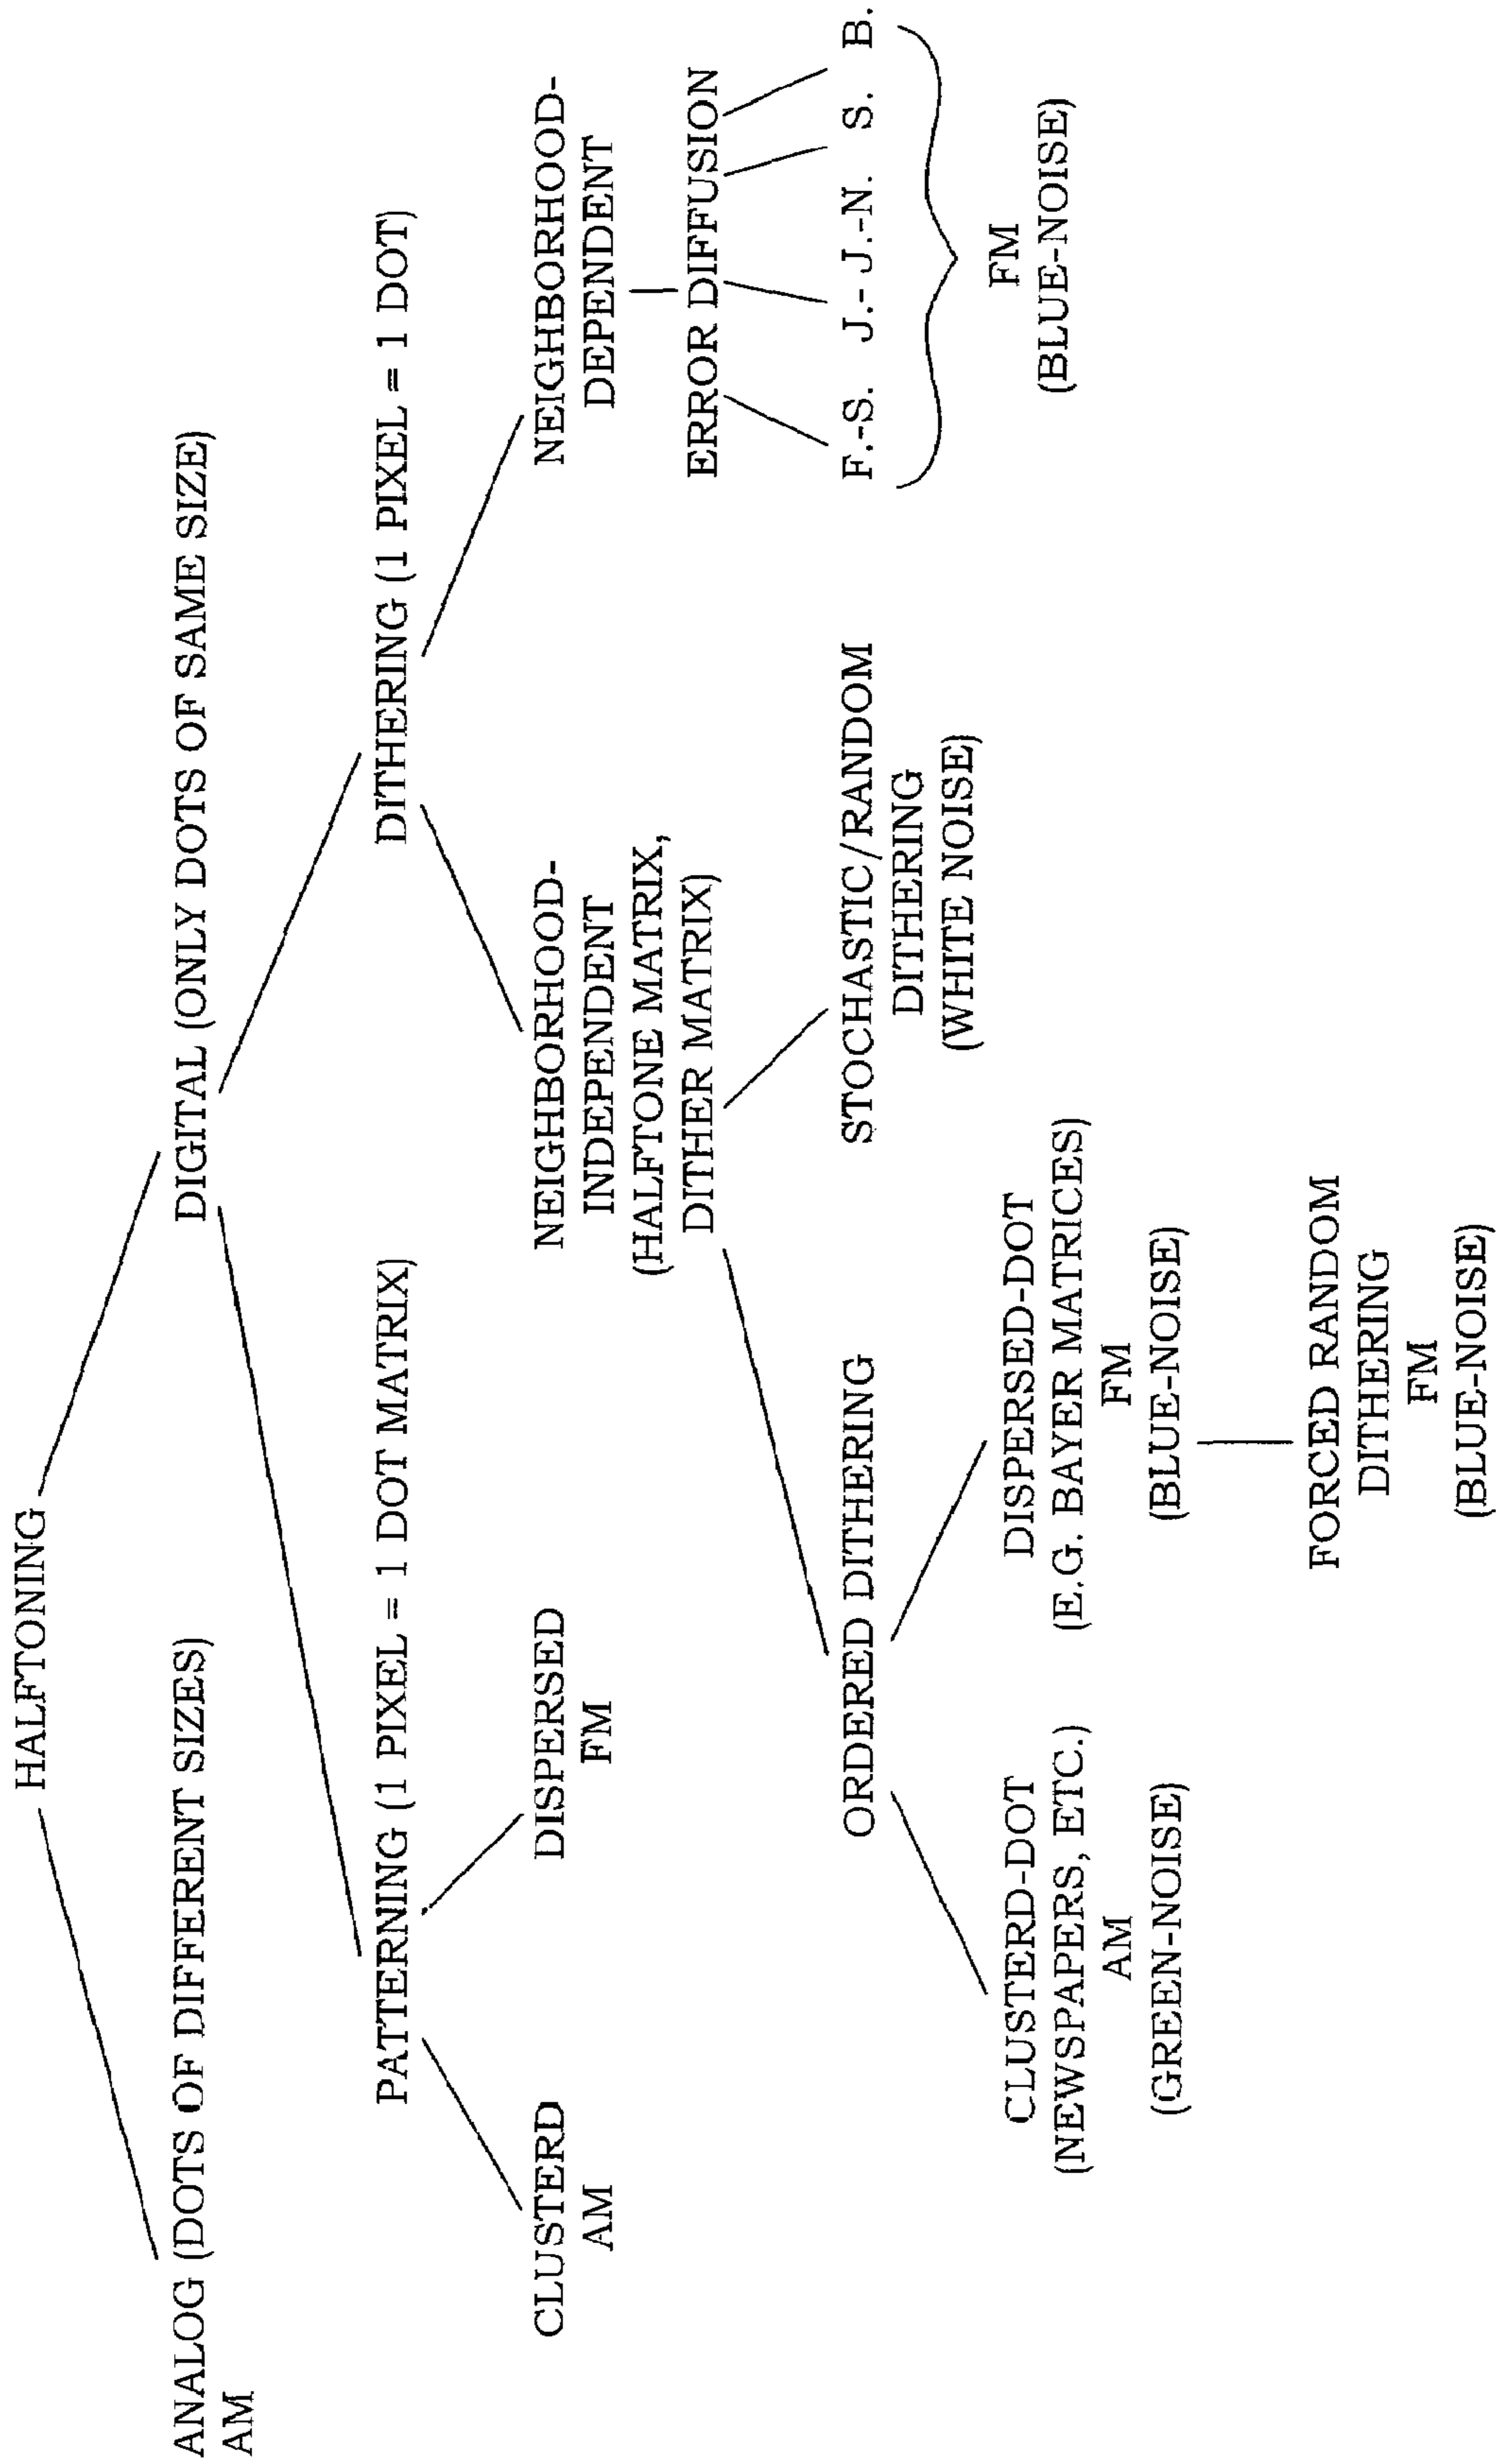 HALFTONING
ANALOG (DOTS OF DIFFERENT SIZES)
AM
DIGITAL (ONLY DOTS OF SAME SIZE)
PATTERNING (1 PIXEL = 1 DOT MATRIX)
DITHERING (1 PIXEL = 1 DOT)
CLUSTERD
AM
DISPERSED
FM
NEIGHBORHOOD-
INDEPENDENT
(HALFTONE MATRIX,
DITHER MATRIX)
NEIGHBORHOOD-
DEPENDENT
ERROR DIFFUSION
F.-S. J.-J.-N. S. B.
FM
(BLUE-NOISE)
ORDERED DITHERING
STOCHASTIC/RANDOM
DITHERING
(WHITE NOISE)
CLUSTERD-DOT
(NEWSPAPERS, ETC.)
AM
(GREEN-NOISE)
DISPERSED-DOT
(E.G. BAYER MATRICES)
FM
(BLUE-NOISE)
FORCED RANDOM
DITHERING
FM
(BLUE-NOISE)